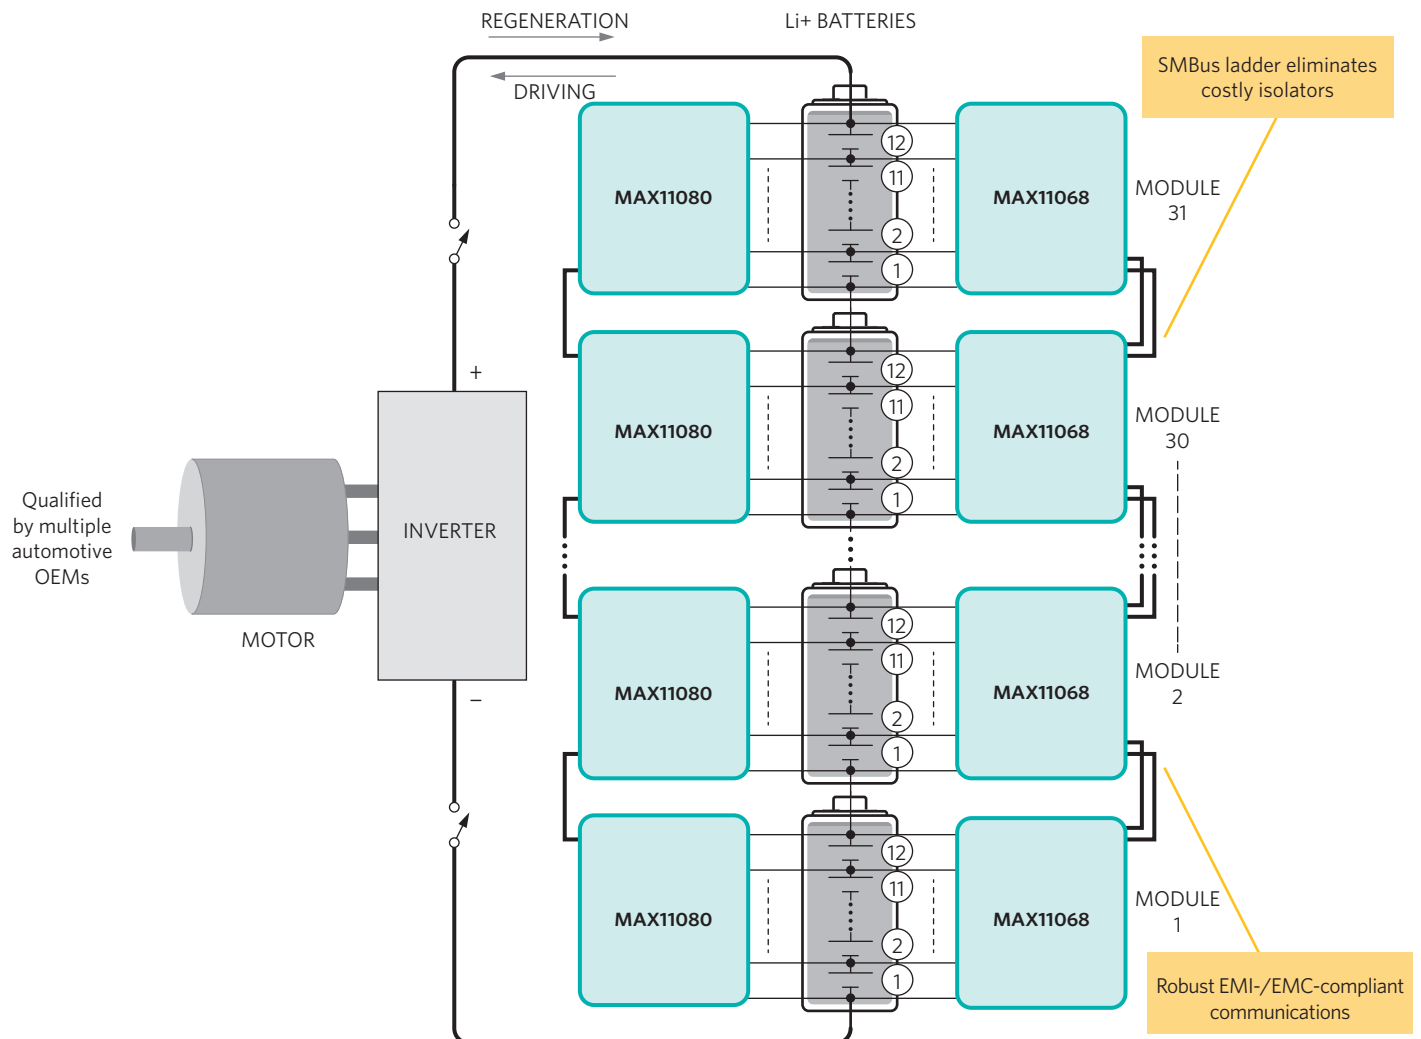 REGENERATION
Li+ BATTERIES
DRIVING
SMBus ladder eliminates
costly isolators
MAX11080
12
11
2
1
MAX11068
MODULE
31
MAX11080
12
11
2
1
MAX11068
MODULE
30
+
INVERTER
−
Qualified
by multiple
automotive
OEMs
MOTOR
MAX11080
12
11
2
1
MAX11068
MODULE
2
MAX11080
12
11
2
1
MAX11068
MODULE
1
Robust EMI-/EMC-compliant
communications